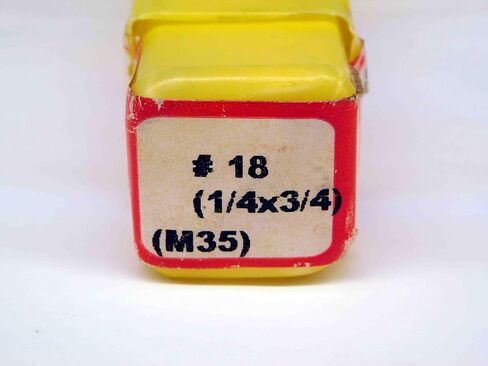 # 18
(1/4x3/4)
(M35)